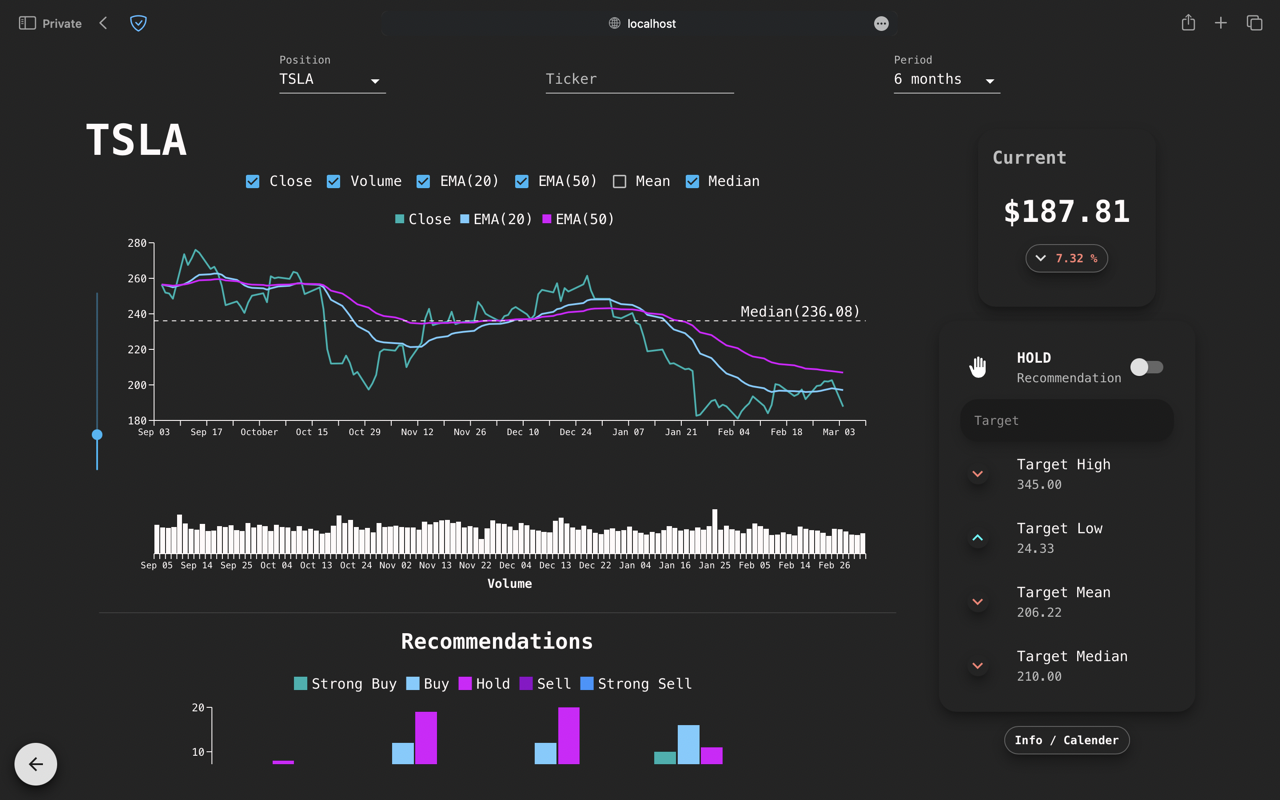 Private
localhost
Position
Period
TSLA
Ticker
6 months
TSLA
Close Volume EMA(20) EMA(50) Mean Median
Close EMA(20) EMA(50)
280
260
240
220
200
180
Median(236.08)
Sep 03 Sep 17 October Oct 15 Oct 29 Nov 12 Nov 26 Dec 10 Dec 24 Jan 07 Jan 21 Feb 04 Feb 18 Mar 03
Sep 05 Sep 14 Sep 25 Oct 04 Oct 13 Oct 24 Nov 02 Nov 13 Nov 22 Dec 04 Dec 13 Dec 22 Jan 04 Jan 16 Jan 25 Feb 05 Feb 14 Feb 26
Volume
Recommendations
Strong Buy Buy Hold Sell Strong Sell
20
10
Current
$187.81
7.32 %
HOLD
Recommendation
Target
Target High
345.00
Target Low
24.33
Target Mean
206.22
Target Median
210.00
Info / Calender